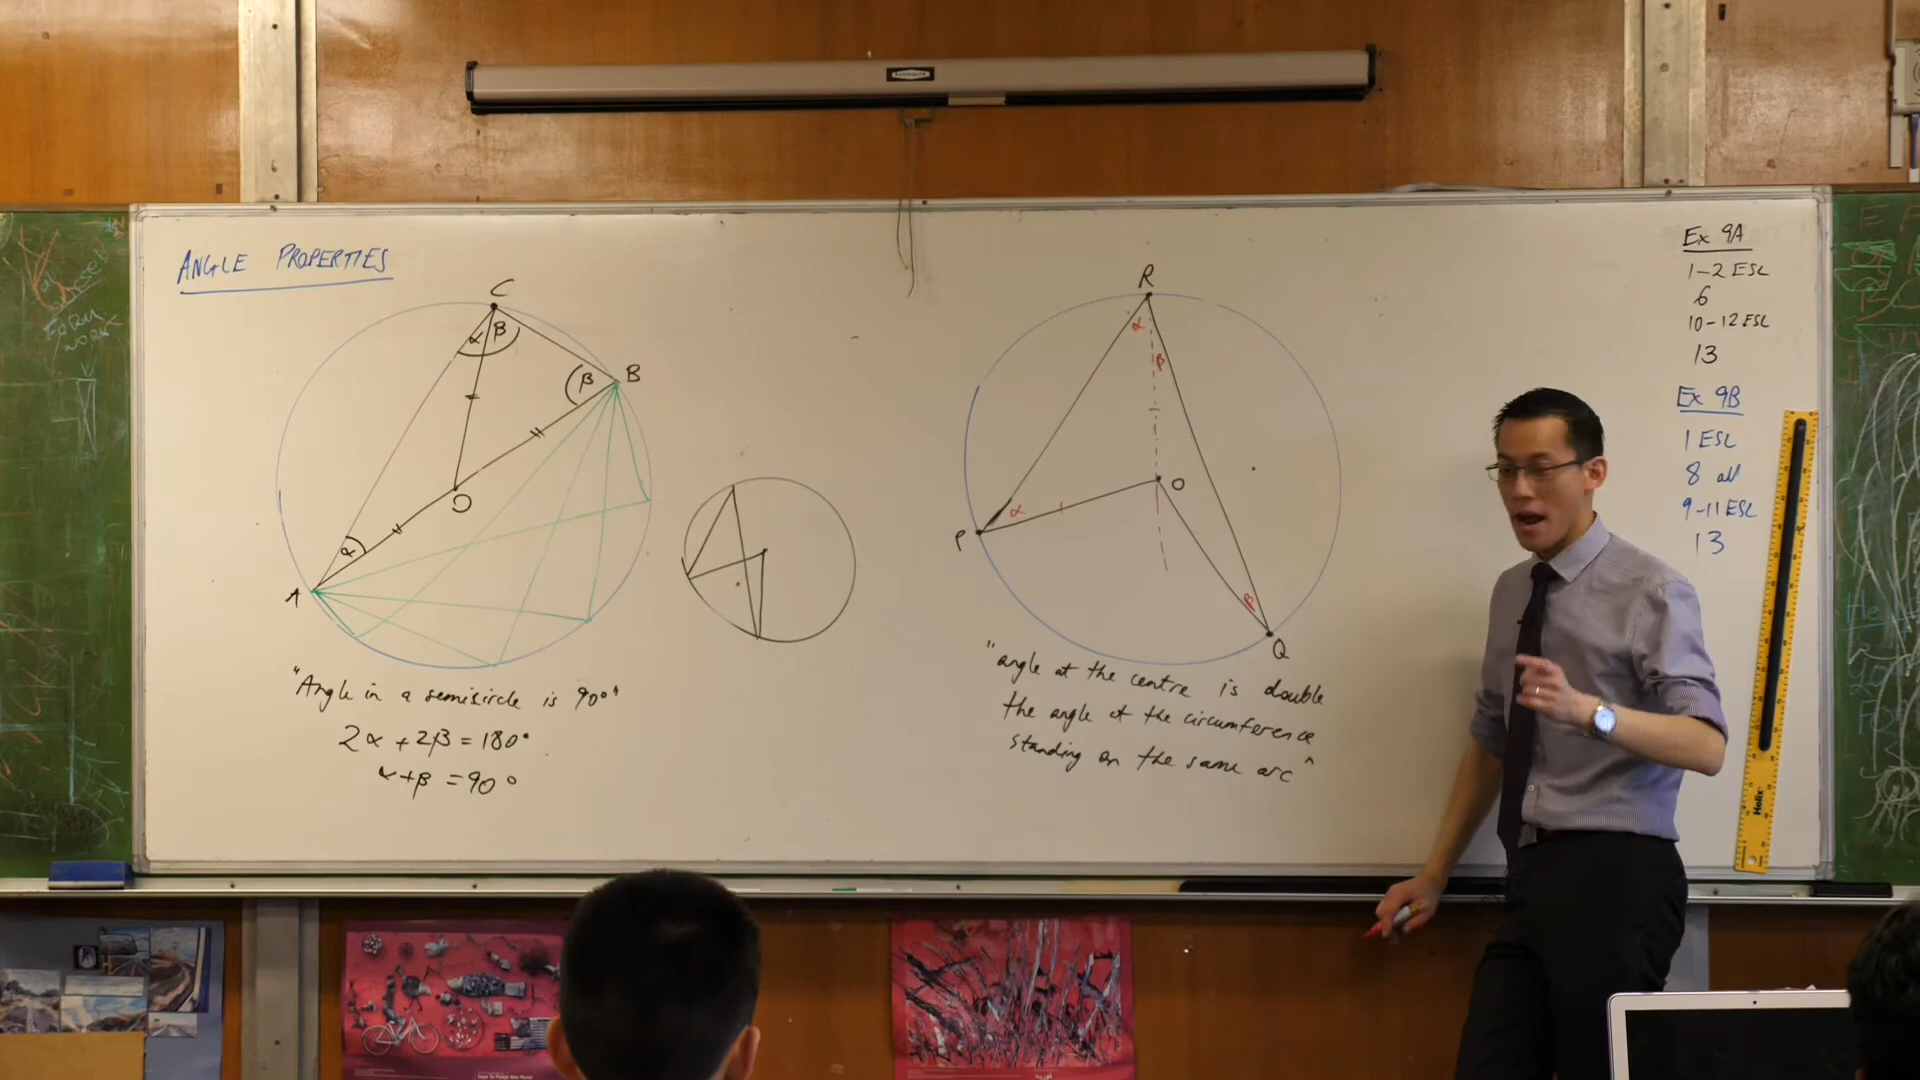 ANGLE PROPERTIES
C
α β
β
B
O
α
A
"Angle in a semicircle is 90°"
2α + 2β = 180°
α + β = 90°
R
α
β
O
α
P
β
Q
"angle at the centre is double
the angle at the circumference
standing on the same arc"
Ex 9A
1-2 ESL
6
10-12 ESL
13
Ex 9B
1 ESL
8 all
9-11 ESL
13
Helix
FORM